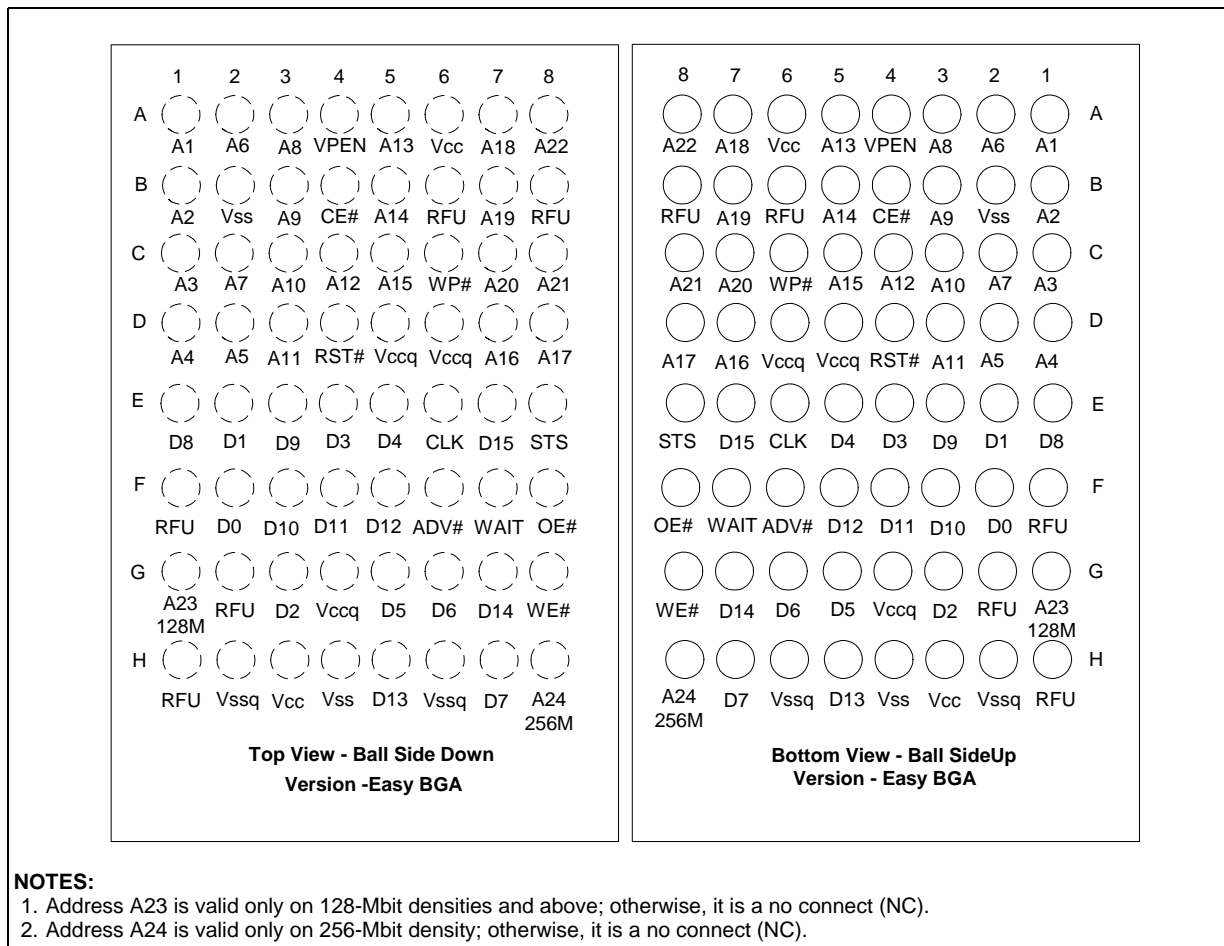 1 2 3 4 5 6 7 8
A
A1 A6 A8 VPEN A13 Vcc A18 A22
B
A2 Vss A9 CE# A14 RFU A19 RFU
C
A3 A7 A10 A12 A15 WP# A20 A21
D
A4 A5 A11 RST# Vccq Vccq A16 A17
E
D8 D1 D9 D3 D4 CLK D15 STS
F
RFU D0 D10 D11 D12 ADV# WAIT OE#
G
A23 RFU D2 Vccq D5 D6 D14 WE#
128M
H
RFU Vssq Vcc Vss D13 Vssq D7 A24
256M
Top View - Ball Side Down
Version -Easy BGA
8 7 6 5 4 3 2 1
A
A22 A18 Vcc A13 VPEN A8 A6 A1
B
RFU A19 RFU A14 CE# A9 Vss A2
C
A21 A20 WP# A15 A12 A10 A7 A3
D
A17 A16 Vccq Vccq RST# A11 A5 A4
E
STS D15 CLK D4 D3 D9 D1 D8
F
OE# WAIT ADV# D12 D11 D10 D0 RFU
G
WE# D14 D6 D5 Vccq D2 RFU A23
128M
H
A24 D7 Vssq D13 Vss Vcc Vssq RFU
256M
Bottom View - Ball SideUp
Version - Easy BGA
NOTES:
1. Address A23 is valid only on 128-Mbit densities and above; otherwise, it is a no connect (NC).
2. Address A24 is valid only on 256-Mbit density; otherwise, it is a no connect (NC).